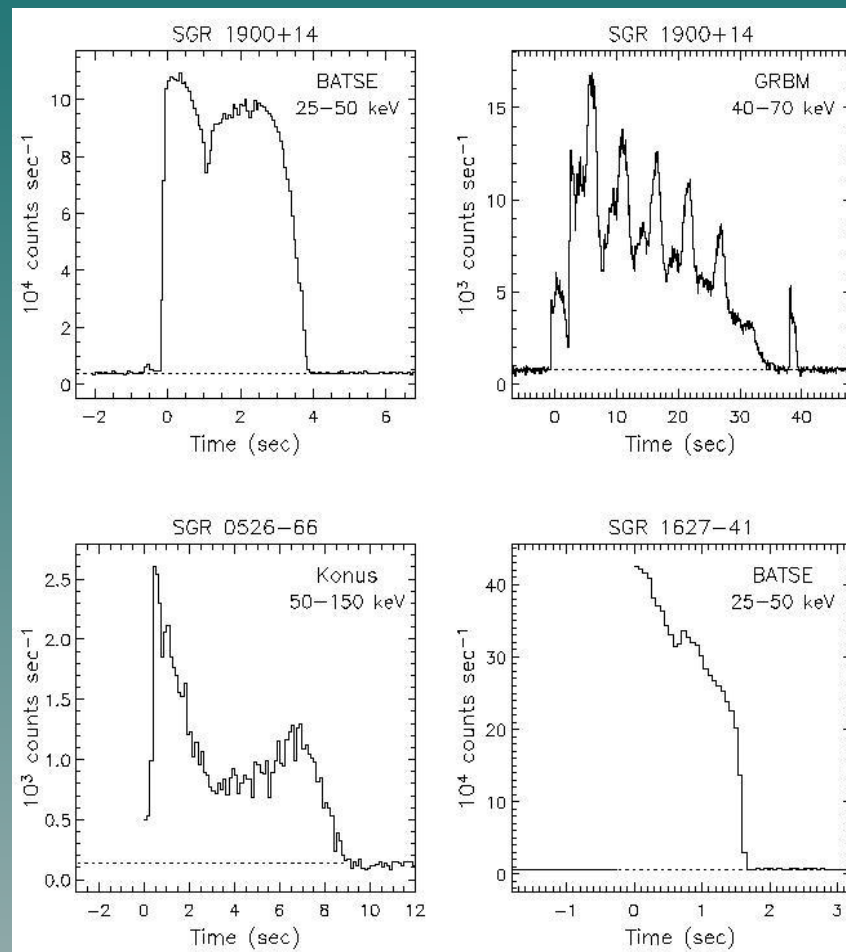 SGR 1900+14
BATSE
25−50 keV
10⁴ counts sec⁻¹
10
8
6
4
2
0
−2 0 2 4 6
Time (sec)
SGR 1900+14
GRBM
40−70 keV
10³ counts sec⁻¹
15
10
5
0
0 10 20 30 40
Time (sec)
SGR 0526−66
Konus
50−150 keV
10³ counts sec⁻¹
2.5
2.0
1.5
1.0
0.5
0.0
−2 0 2 4 6 8 10 12
Time (sec)
SGR 1627−41
BATSE
25−50 keV
10⁴ counts sec⁻¹
40
30
20
10
0
−1 0 1 2 3
Time (sec)